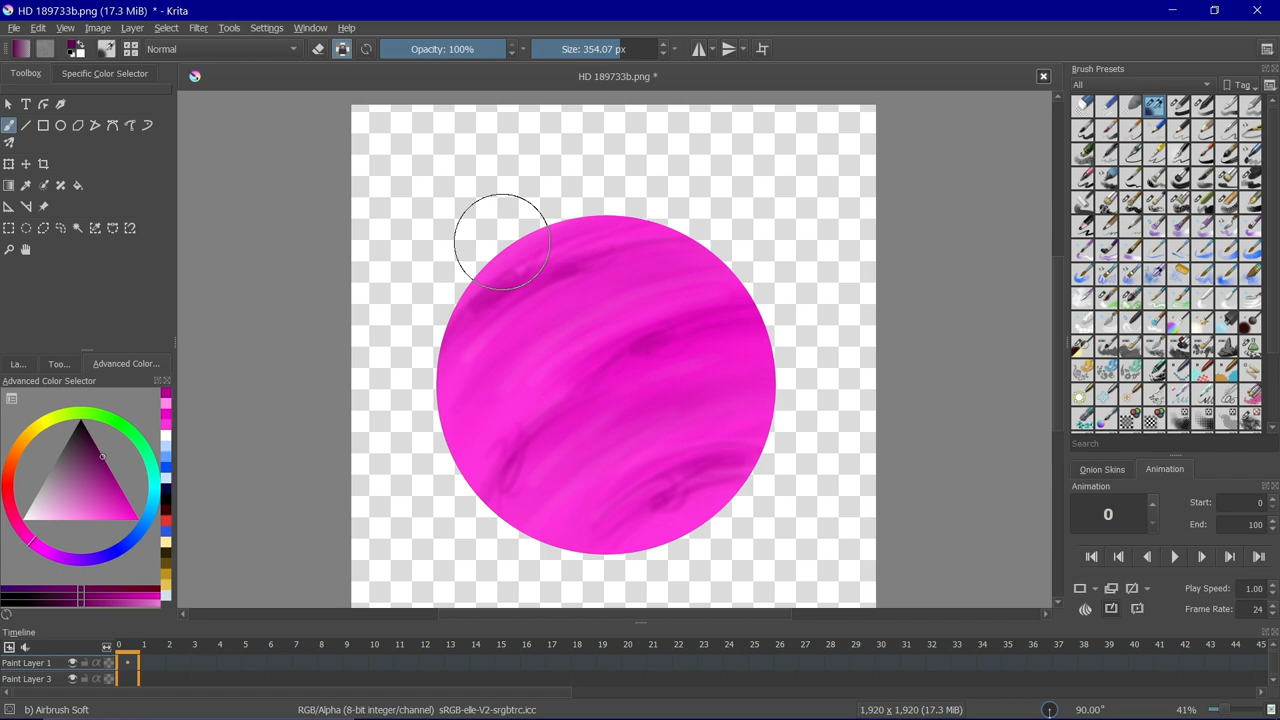 HD 189733b.png (17.3 MiB) * - Krita
File Edit View Image Layer Select Filter Tools Settings Window Help
Normal Opacity: 100% Size: 354.07 px
Toolbox Specific Color Selector HD 189733b.png * Brush Presets
All Tag
La... Too... Advanced Color...
Advanced Color Selector
Search
Onion Skins Animation
Animation
0 Start: 0
End: 100
Play Speed: 1.00
Frame Rate: 24
Timeline
0 1 2 3 4 5 6 7 8 9 10 11 12 13 14 15 16 17 18 19 20 21 22 23 24 25 26 27 28 29 30 31 32 33 34 35 36 37 38 39 40 41 42 43 44 45
Paint Layer 1
Paint Layer 3
b) Airbrush Soft RGB/Alpha (8-bit integer/channel) sRGB-elle-V2-srgbtrc.icc 1,920 x 1,920 (17.3 MiB) 90.00° 41%